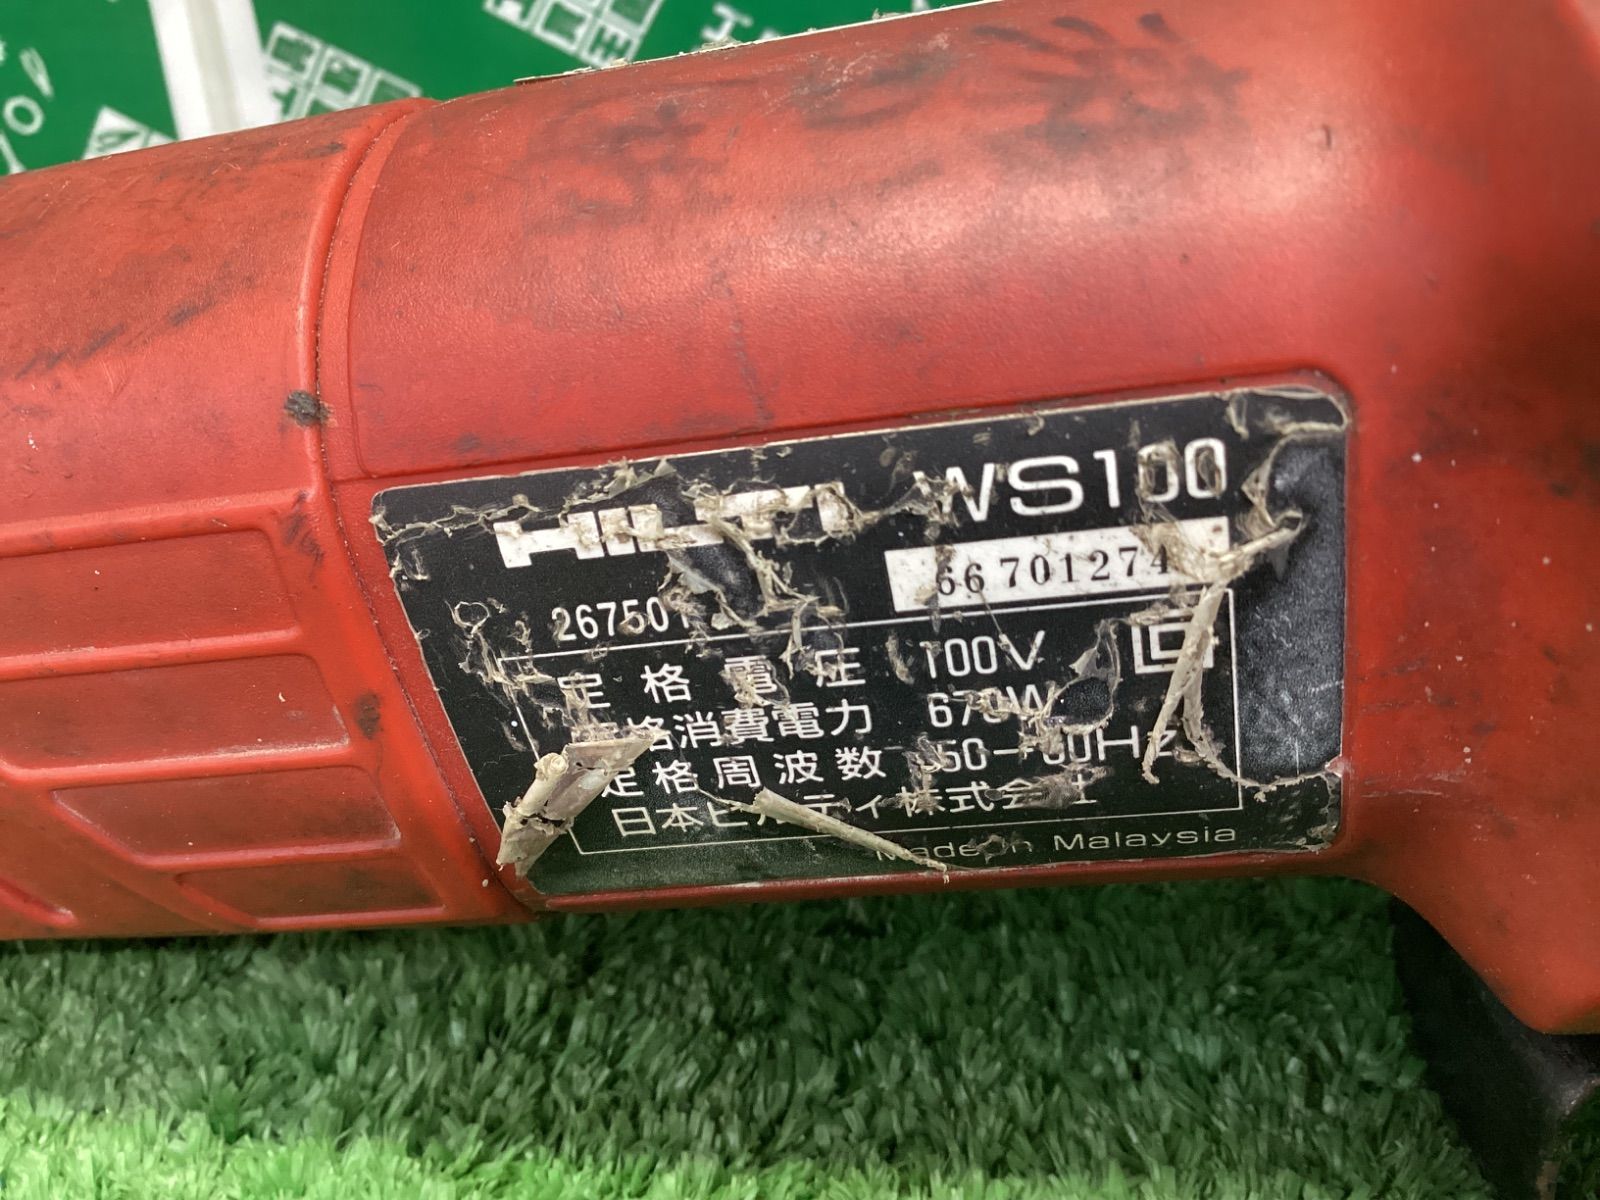 HILTI WS100
66701274
267501
定格電圧 100V
定格消費電力 670W
定格周波数 50-60Hz
日本ヒルティ株式会社
Made in Malaysia